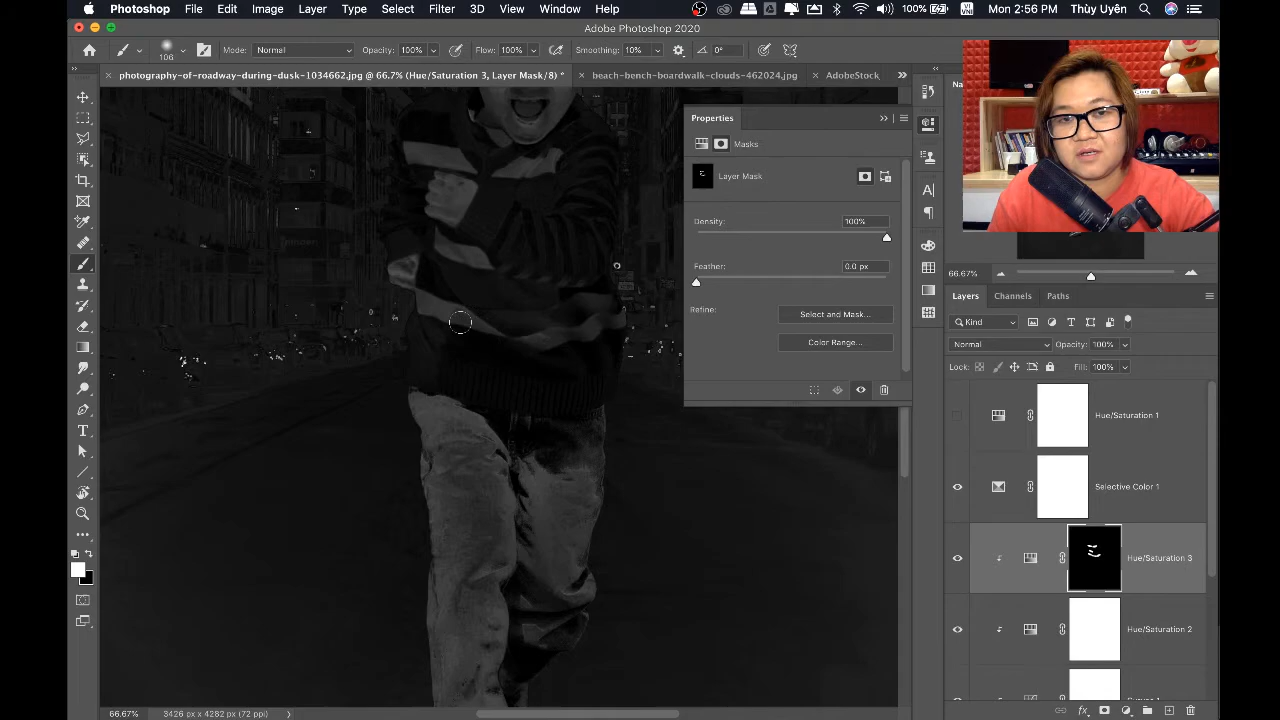 Photoshop File Edit Image Layer Type Select Filter 3D View Window Help 100% VI VNI Mon 2:56 PM Thùy Uyên
Adobe Photoshop 2020
106 Mode: Normal Opacity: 100% Flow: 100% Smoothing: 10% 0°
photography-of-roadway-during-dusk-1034662.jpg @ 66.7% (Hue/Saturation 3, Layer Mask/8) * beach-bench-boardwalk-clouds-462024.jpg AdobeStock
Na
Properties
Masks
Layer Mask
Density: 100%
Feather: 0.0 px
Refine: Select and Mask...
Color Range...
66.67%
Layers Channels Paths
Kind
Normal Opacity: 100%
Lock: Fill: 100%
Hue/Saturation 1
Selective Color 1
Hue/Saturation 3
Hue/Saturation 2
66.67% 3426 px x 4282 px (72 ppi)